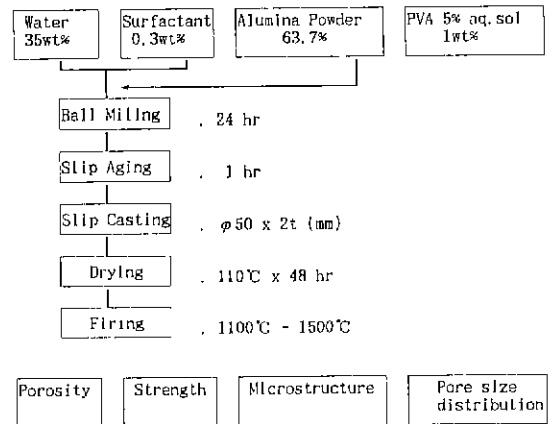 Water
35wt%
Surfactant
0.3wt%
Alumina Powder
63.7%
PVA 5% aq.sol
1wt%
Ball Millng . 24 hr
Slip Aging . 1 hr
Slip Casting . φ50 x 2t (mm)
Drying . 110℃ x 48 hr
Firing . 1100℃ - 1500℃
Porosity
Strength
Microstructure
Pore size
distribution